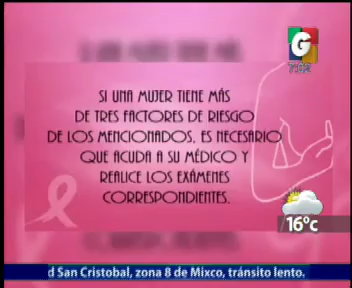 G
SI UNA MUJER TIENE MÁS
DE TRES FACTORES DE RIESGO
DE LOS MENCIONADOS, ES NECESARIO
QUE ACUDA A SU MÉDICO Y
REALICE LOS EXÁMENES
CORRESPONDIENTES.
16°c
d San Cristobal, zona 8 de Mixco, tránsito lento.